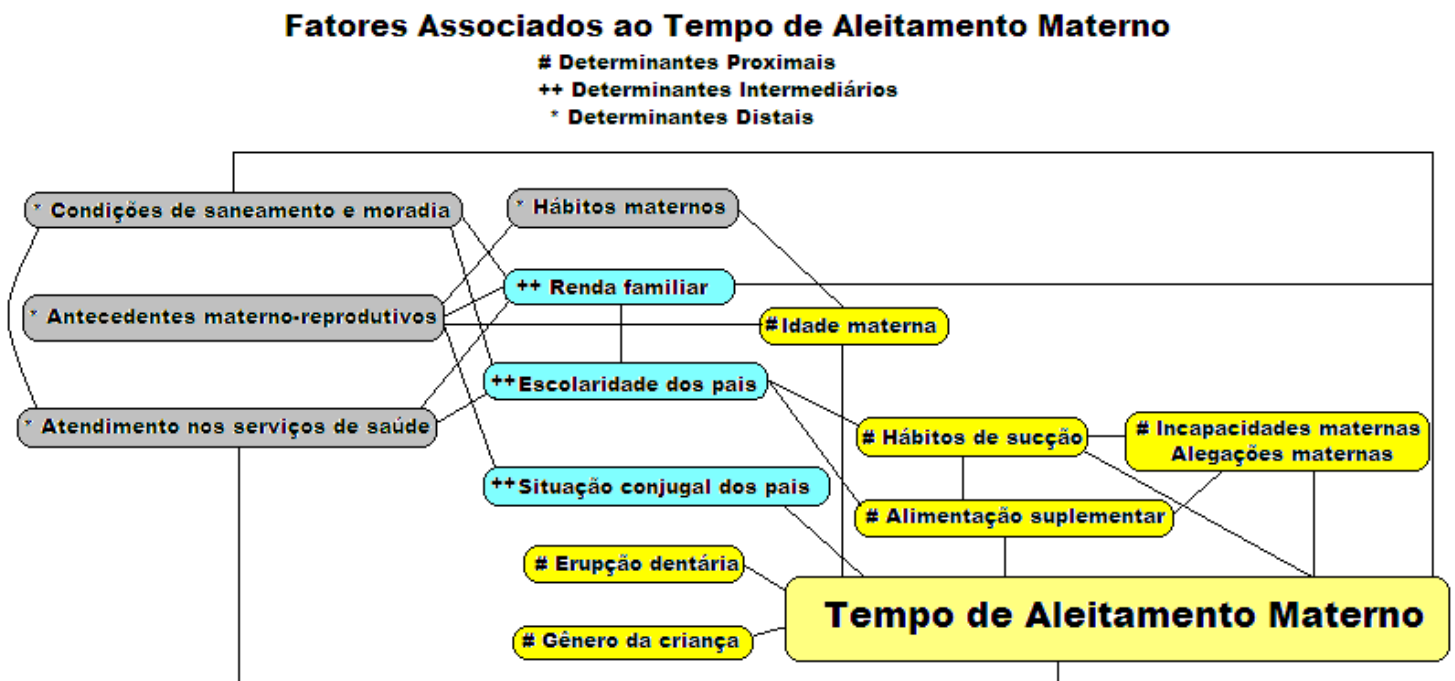 Fatores Associados ao Tempo de Aleitamento Materno
# Determinantes Proximais
++ Determinantes Intermediários
* Determinantes Distais
* Condições de saneamento e moradia
* Hábitos maternos
++ Renda familiar
* Antecedentes materno-reprodutivos
# Idade materna
++ Escolaridade dos pais
* Atendimento nos serviços de saúde
# Hábitos de sucção
# Incapacidades maternas
Alegações maternas
++ Situação conjugal dos pais
# Alimentação suplementar
# Erupção dentária
Tempo de Aleitamento Materno
# Gênero da criança